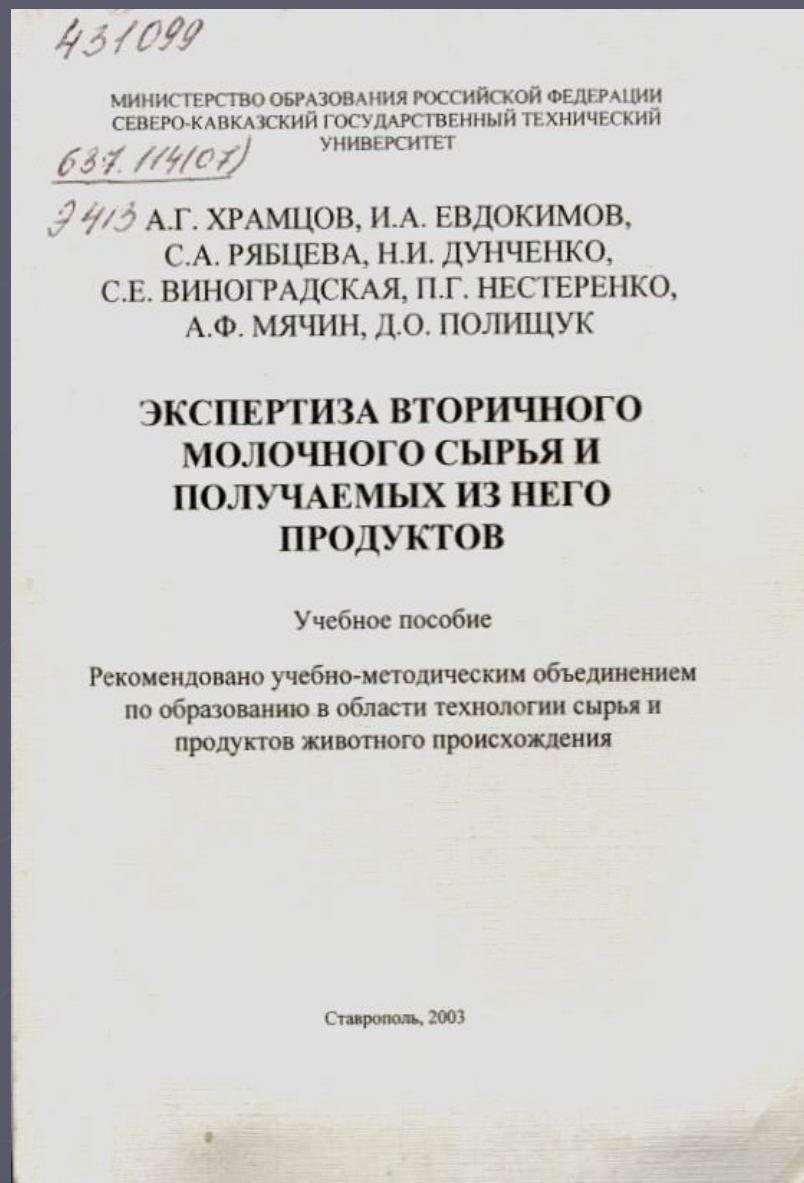 431099
МИНИСТЕРСТВО ОБРАЗОВАНИЯ РОССИЙСКОЙ ФЕДЕРАЦИИ
СЕВЕРО-КАВКАЗСКИЙ ГОСУДАРСТВЕННЫЙ ТЕХНИЧЕСКИЙ
УНИВЕРСИТЕТ
637.114(07)
Э 413
А.Г. ХРАМЦОВ, И.А. ЕВДОКИМОВ,
С.А. РЯБЦЕВА, Н.И. ДУНЧЕНКО,
С.Е. ВИНОГРАДСКАЯ, П.Г. НЕСТЕРЕНКО,
А.Ф. МЯЧИН, Д.О. ПОЛИЩУК
ЭКСПЕРТИЗА ВТОРИЧНОГО
МОЛОЧНОГО СЫРЬЯ И
ПОЛУЧАЕМЫХ ИЗ НЕГО
ПРОДУКТОВ
Учебное пособие
Рекомендовано учебно-методическим объединением
по образованию в области технологии сырья и
продуктов животного происхождения
Ставрополь, 2003